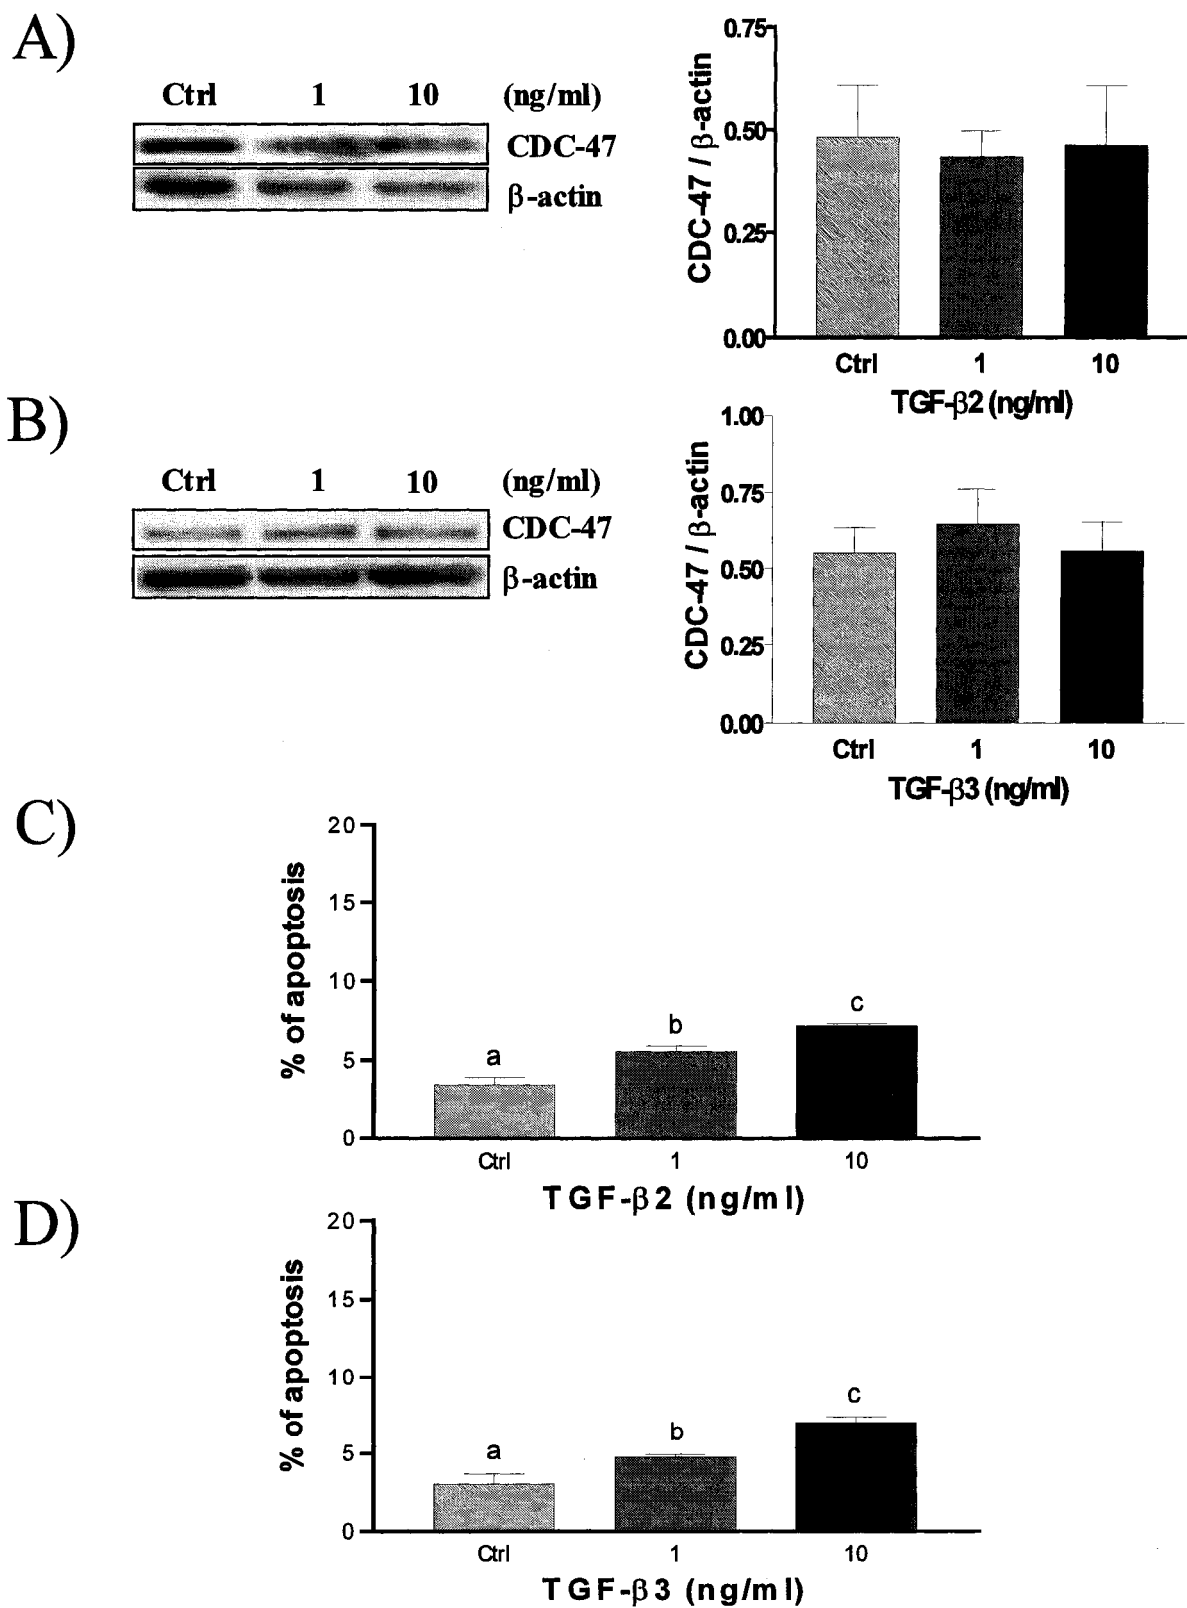 A)
Ctrl 1 10 (ng/ml)
CDC-47
β-actin
CDC-47 / β-actin
0.75
0.50
0.25
0.00
Ctrl 1 10
TGF-β2 (ng/ml)
B)
Ctrl 1 10 (ng/ml)
CDC-47
β-actin
CDC-47 / β-actin
1.00
0.75
0.50
0.25
0.00
Ctrl 1 10
TGF-β3 (ng/ml)
C)
% of apoptosis
20
15
10
5
0
a b c
Ctrl 1 10
TGF-β2 (ng/ml)
D)
% of apoptosis
20
15
10
5
0
a b c
Ctrl 1 10
TGF-β3 (ng/ml)